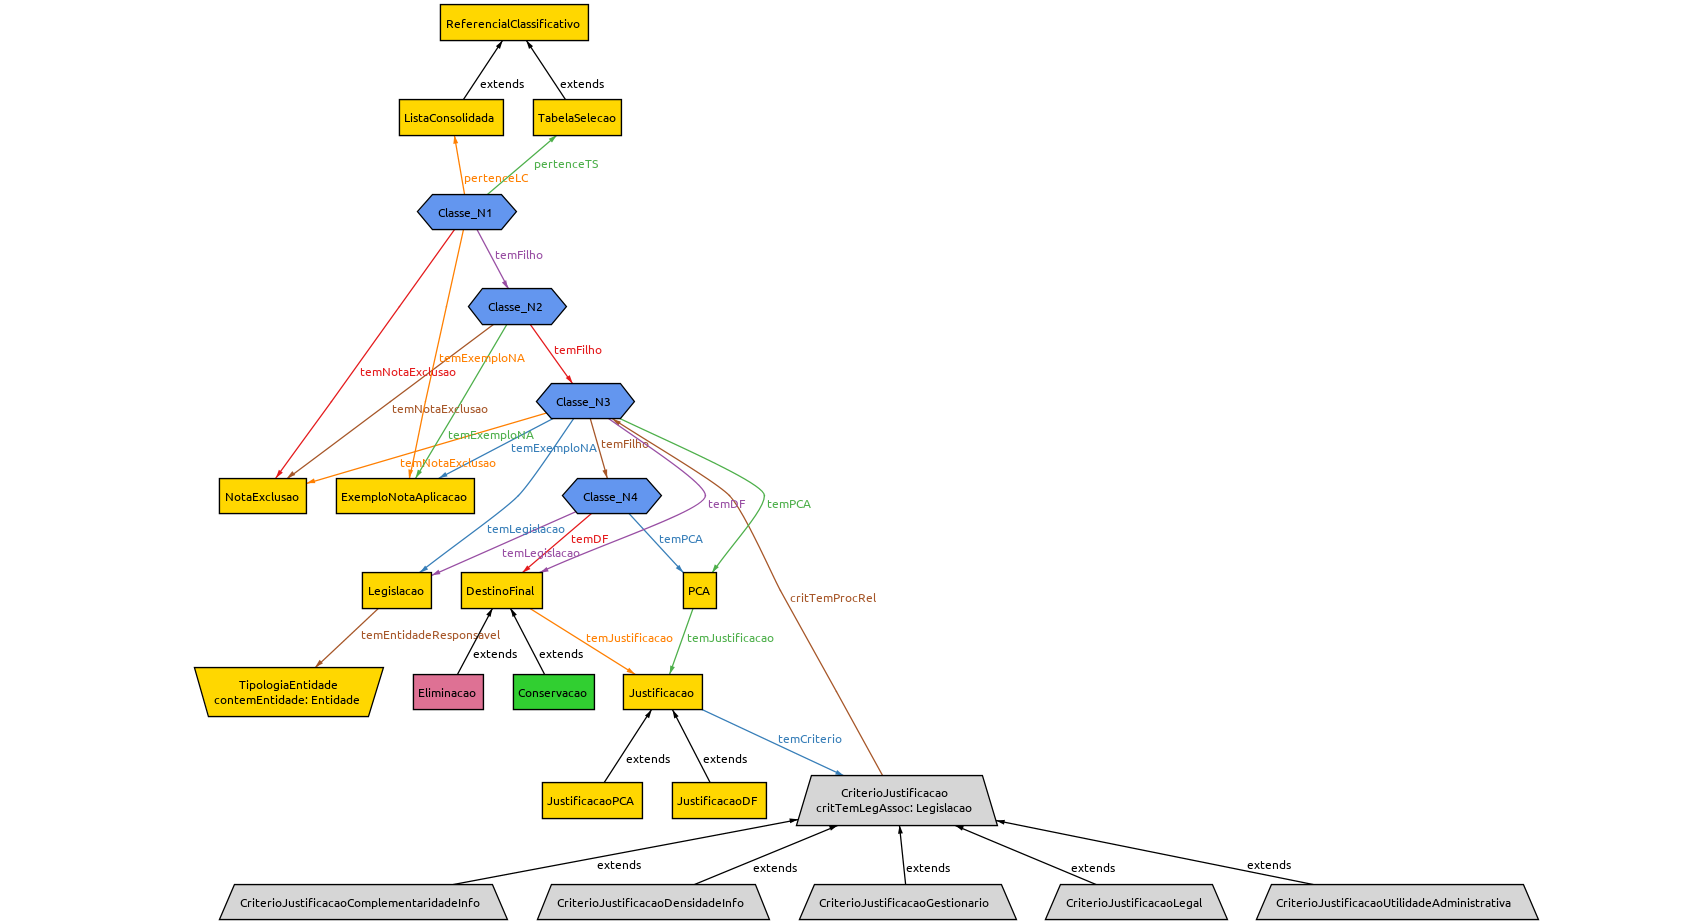 ReferencialClassificativo
extends
extends
ListaConsolidada
TabelaSelecao
pertenceTS
pertenceLC
Classe_N1
temFilho
Classe_N2
temFilho
temExemploNA
temNotaExclusao
Classe_N3
temNotaExclusao
temExemploNA
temFilho
temExemploNA
temNotaExclusao
NotaExclusao
ExemploNotaAplicacao
Classe_N4
temDF
temPCA
temLegislacao
temDF
temPCA
temLegislacao
Legislacao
DestinoFinal
PCA
critTemProcRel
temEntidadeResponsavel
temJustificacao
temJustificacao
extends
extends
TipologiaEntidade
contemEntidade: Entidade
Eliminacao
Conservacao
Justificacao
temCriterio
extends
extends
JustificacaoPCA
JustificacaoDF
CriterioJustificacao
critTemLegAssoc: Legislacao
extends
extends
extends
extends
extends
CriterioJustificacaoComplementaridadeInfo
CriterioJustificacaoDensidadeInfo
CriterioJustificacaoGestionario
CriterioJustificacaoLegal
CriterioJustificacaoUtilidadeAdministrativa